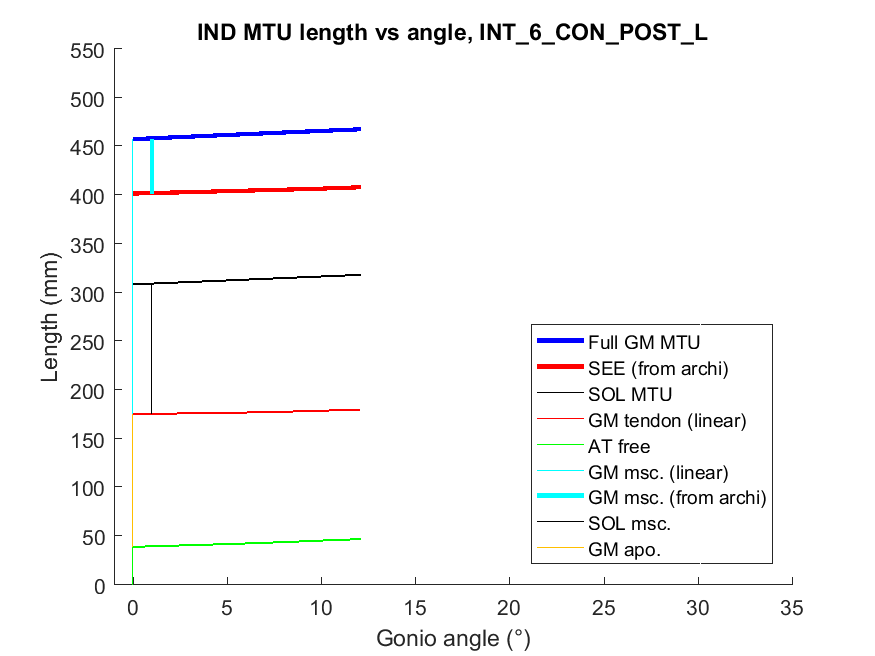 IND MTU length vs angle, INT_6_CON_POST_L
550
500
450
400
350
300
250
200
150
100
50
0
Length (mm)
Full GM MTU
SEE (from archi)
SOL MTU
GM tendon (linear)
AT free
GM msc. (linear)
GM msc. (from archi)
SOL msc.
GM apo.
0 5 10 15 20 25 30 35
Gonio angle (°)